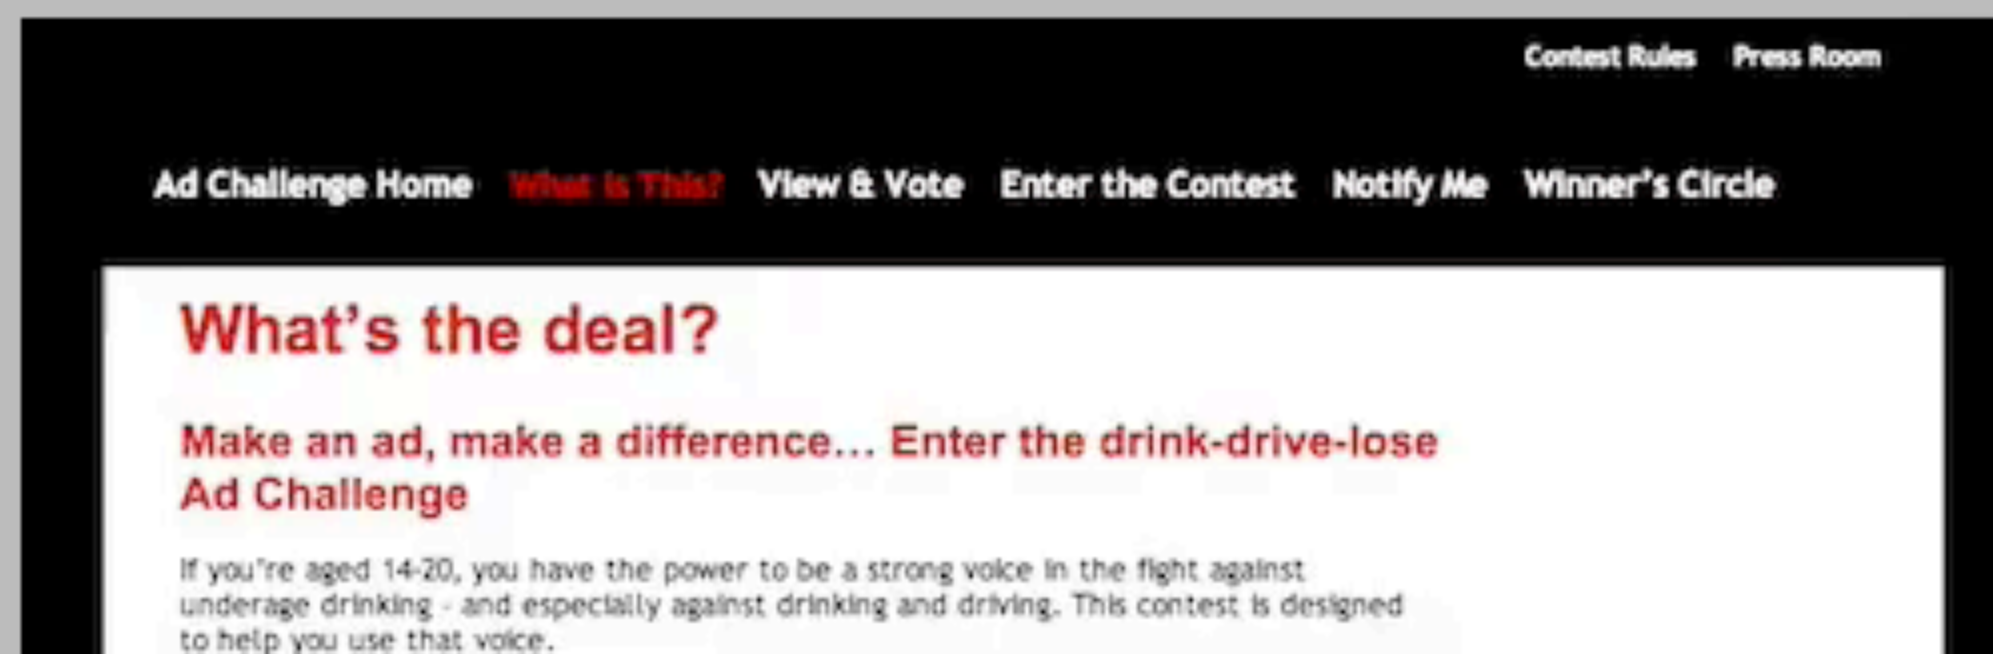 Contest Rules Press Room
Ad Challenge Home What Is This? View & Vote Enter the Contest Notify Me Winner's Circle
What's the deal?
Make an ad, make a difference... Enter the drink-drive-lose
Ad Challenge
If you're aged 14-20, you have the power to be a strong voice in the fight against
underage drinking - and especially against drinking and driving. This contest is designed
to help you use that voice.